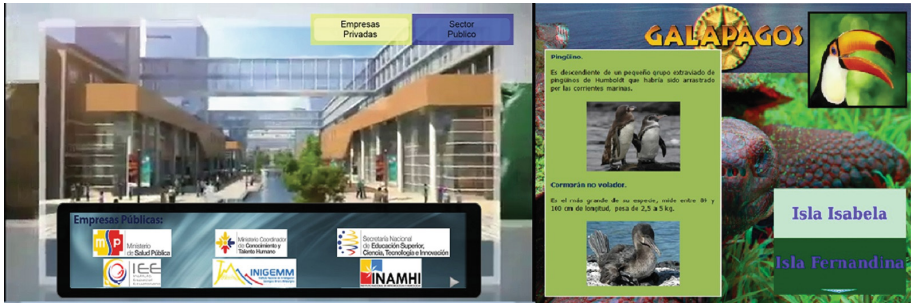 Empresas
Privadas
Sector
Publico
Empresas Públicas:
Ministerio
de Salud Pública
Ministerio Coordinador
de Conocimiento y
Talento Humano
Secretaría Nacional
de Educación Superior,
Ciencia, Tecnología e Innovación
IEE
INIGEMM
INAMHI
GALAPAGOS
Pingüino.
Es descendiente de un pequeño grupo extraviado de
pingüinos de Humboldt que habría sido arrastrado
por las corrientes marinas.
Cormorán no volador.
Es el más grande de su especie, mide entre 89 y
100 cm de longitud, pesa de 2,5 a 5 kg.
Isla Isabela
Isla Fernandina